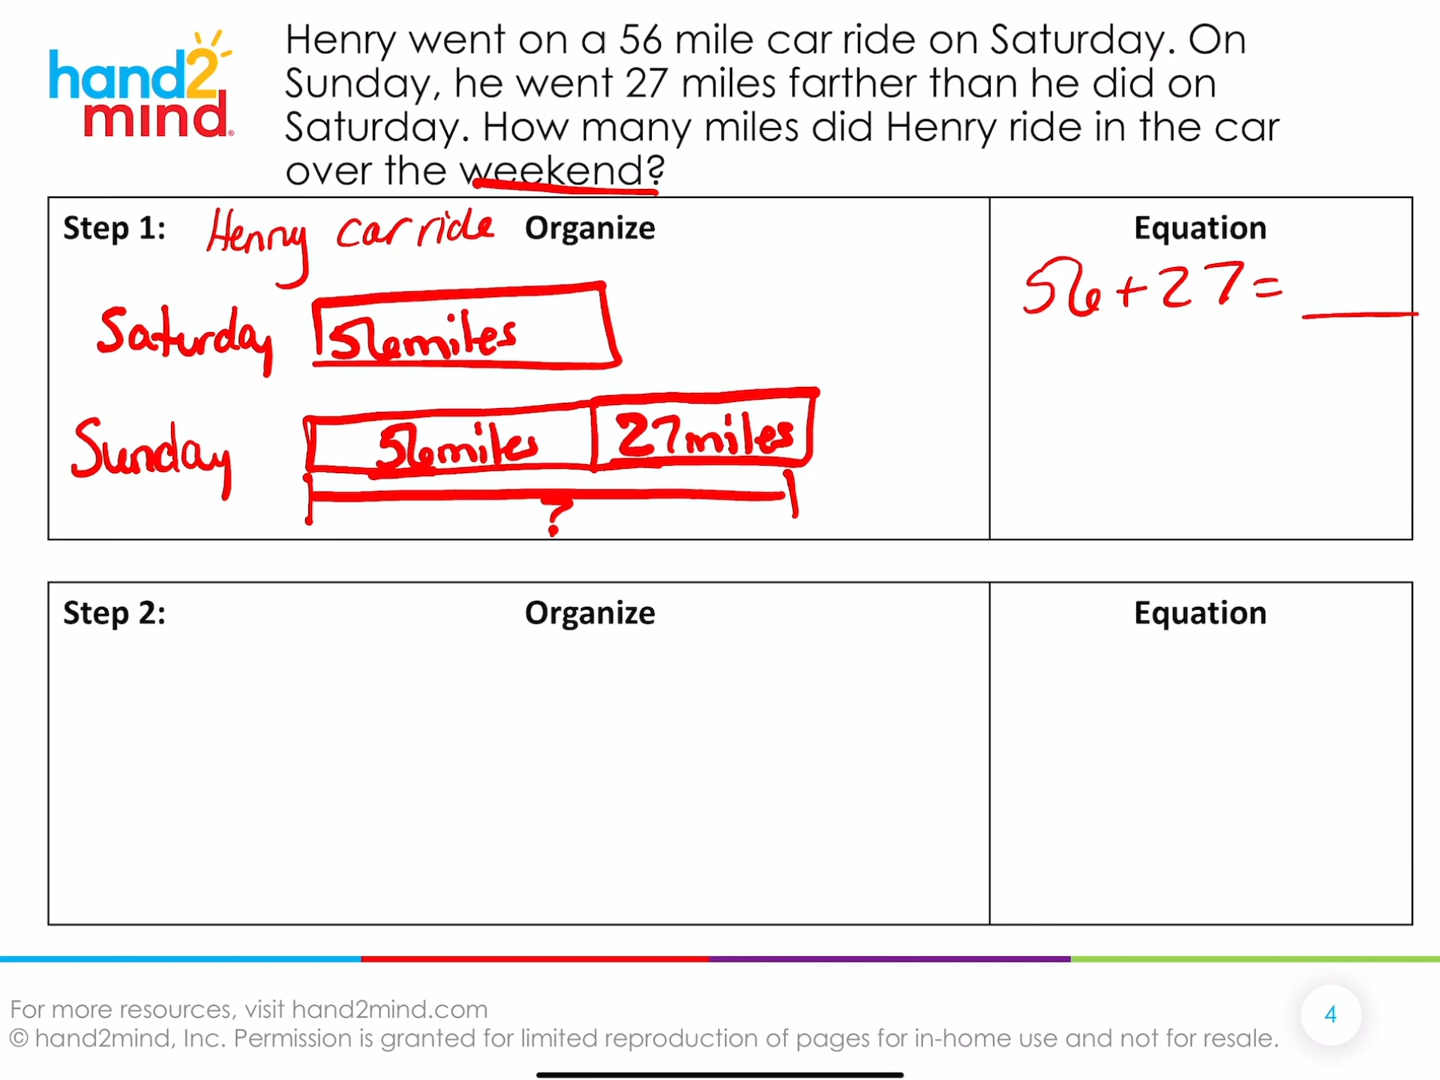 hand2
mind®
Henry went on a 56 mile car ride on Saturday. On
Sunday, he went 27 miles farther than he did on
Saturday. How many miles did Henry ride in the car
over the weekend?
Step 1: Henry car ride Organize
Equation
56+27=
Saturday 56miles
Sunday 56miles 27miles
?
Step 2: Organize
Equation
For more resources, visit hand2mind.com
© hand2mind, Inc. Permission is granted for limited reproduction of pages for in-home use and not for resale.
4